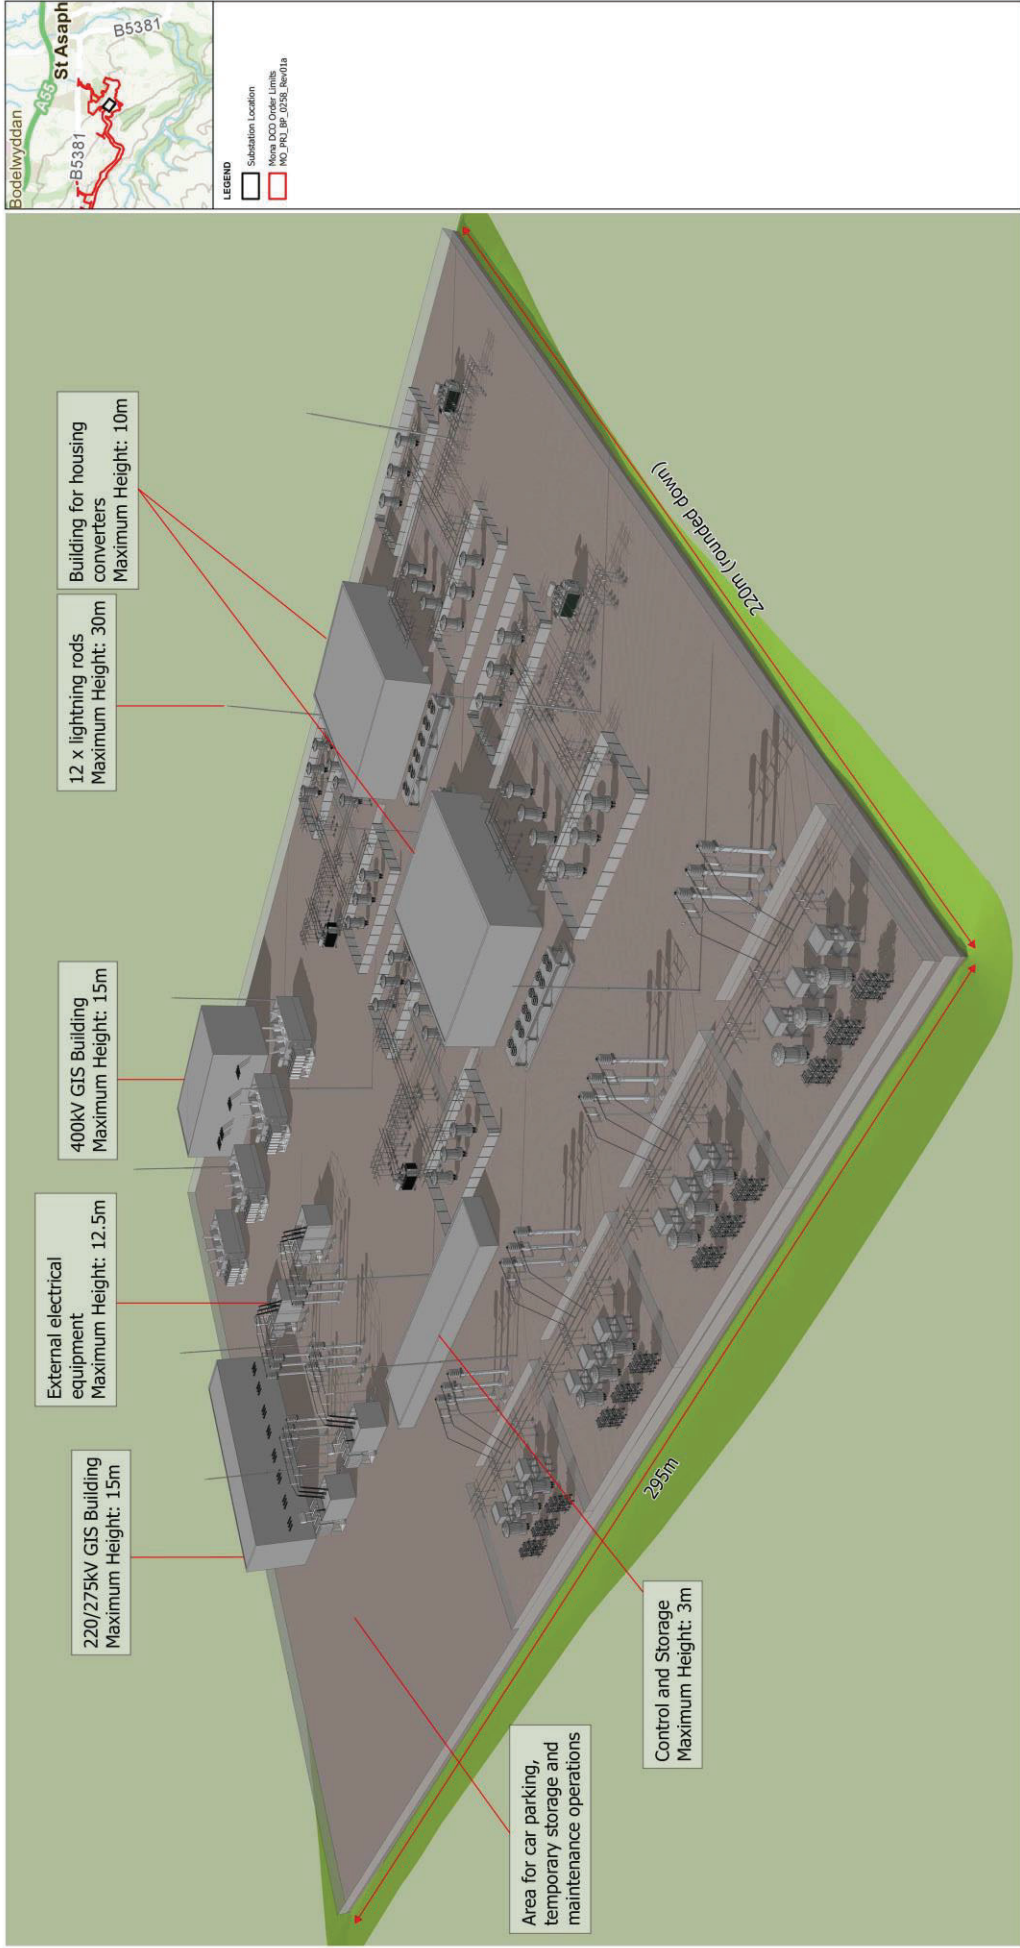 220/275kV GIS Building
Maximum Height: 15m
External electrical
equipment
Maximum Height: 12.5m
400kV GIS Building
Maximum Height: 15m
12 x lightning rods
Maximum Height: 30m
Building for housing
converters
Maximum Height: 10m
Area for car parking,
temporary storage and
maintenance operations
Control and Storage
Maximum Height: 3m
295m
220m (rounded down)
Bodelwyddan
A55
St Asaph
B5381
B5381
LEGEND
Substation Location
Mona DCO Order Limits
MO_PRJ_BP_0258_Rev01a